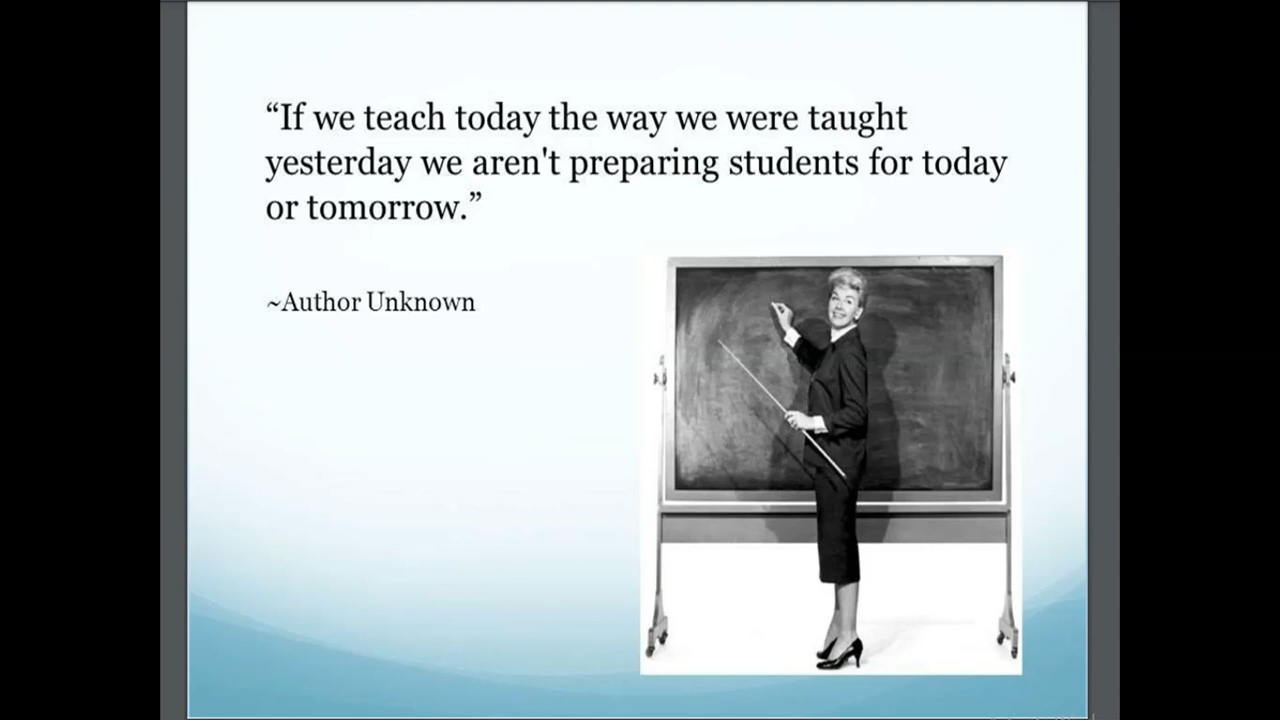 “If we teach today the way we were taught
yesterday we aren't preparing students for today
or tomorrow.”
~Author Unknown